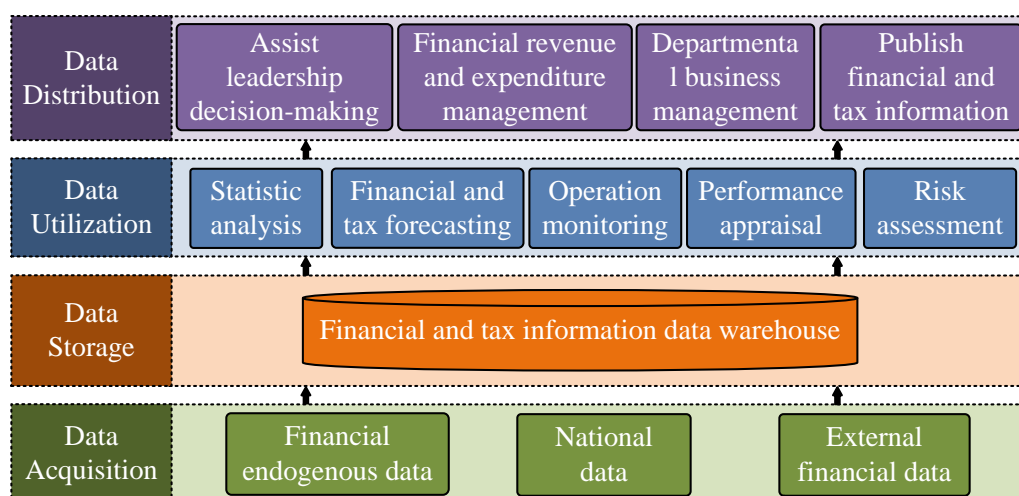 Data
Distribution
Assist
leadership
decision-making
Financial revenue
and expenditure
management
Departmenta
l business
management
Publish
financial and
tax information
Data
Utilization
Statistic
analysis
Financial and
tax forecasting
Operation
monitoring
Performance
appraisal
Risk
assessment
Data
Storage
Financial and tax information data warehouse
Data
Acquisition
Financial
endogenous data
National
data
External
financial data